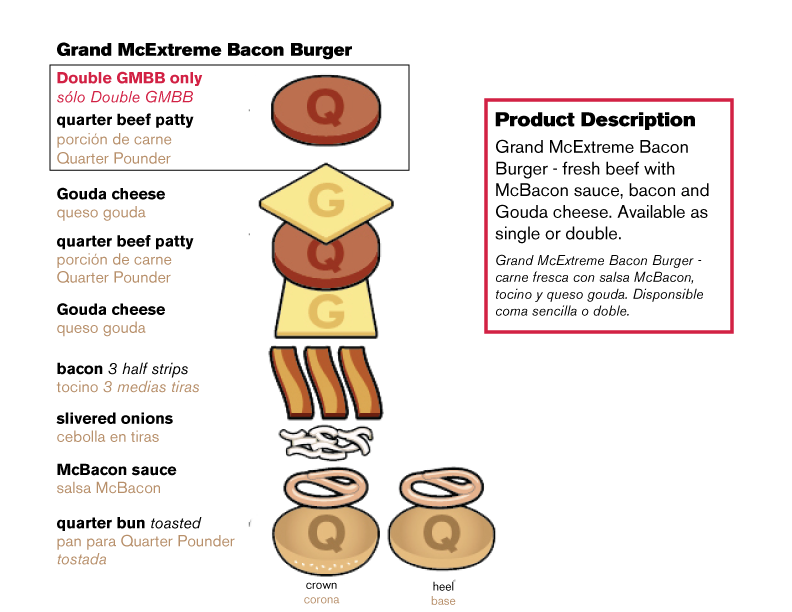 Grand McExtreme Bacon Burger
Double GMBB only
sólo Double GMBB
quarter beef patty
porción de carne
Quarter Pounder
Q
Gouda cheese
queso gouda
G
quarter beef patty
porción de carne
Quarter Pounder
Q
Gouda cheese
queso gouda
G
bacon 3 half strips
tocino 3 medias tiras
slivered onions
cebolla en tiras
McBacon sauce
salsa McBacon
quarter bun toasted
pan para Quarter Pounder
tostada
Q Q
crown heel
corona base
Product Description
Grand McExtreme Bacon
Burger - fresh beef with
McBacon sauce, bacon and
Gouda cheese. Available as
single or double.
Grand McExtreme Bacon Burger -
carne fresca con salsa McBacon,
tocino y queso gouda. Disponsible
coma sencilla o doble.